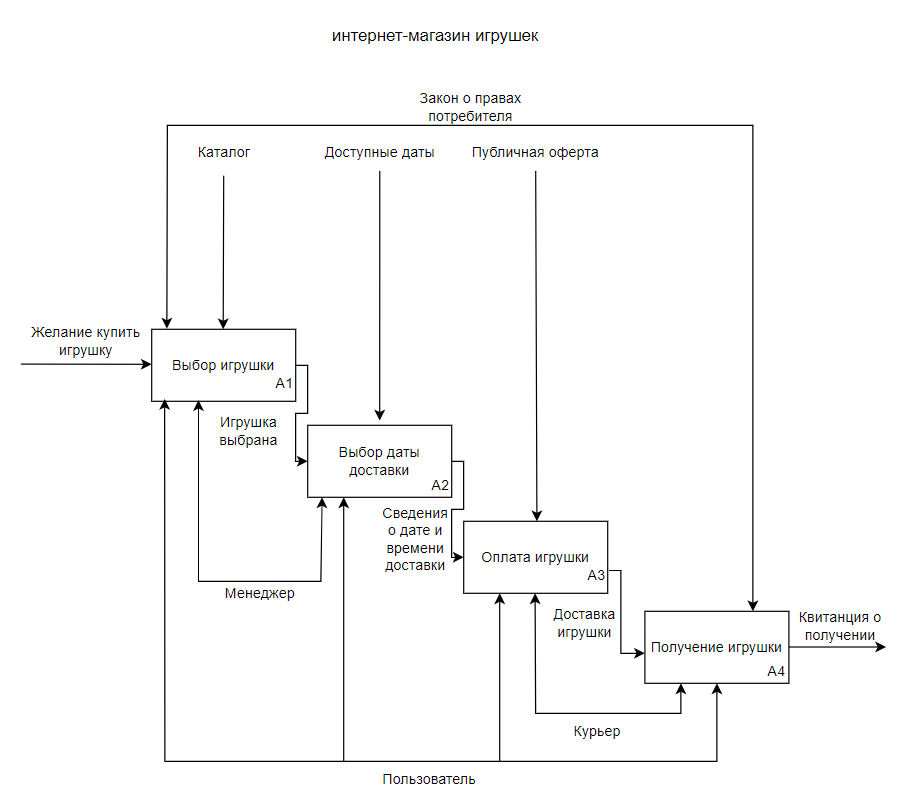 интернет-магазин игрушек
Закон о правах
потребителя
Каталог
Доступные даты
Публичная оферта
Желание купить
игрушку
Выбор игрушки
A1
Игрушка
выбрана
Выбор даты
доставки
A2
Сведения
о дате и
времени
доставки
Оплата игрушки
A3
Менеджер
Доставка
игрушки
Получение игрушки
A4
Квитанция о
получении
Курьер
Пользователь